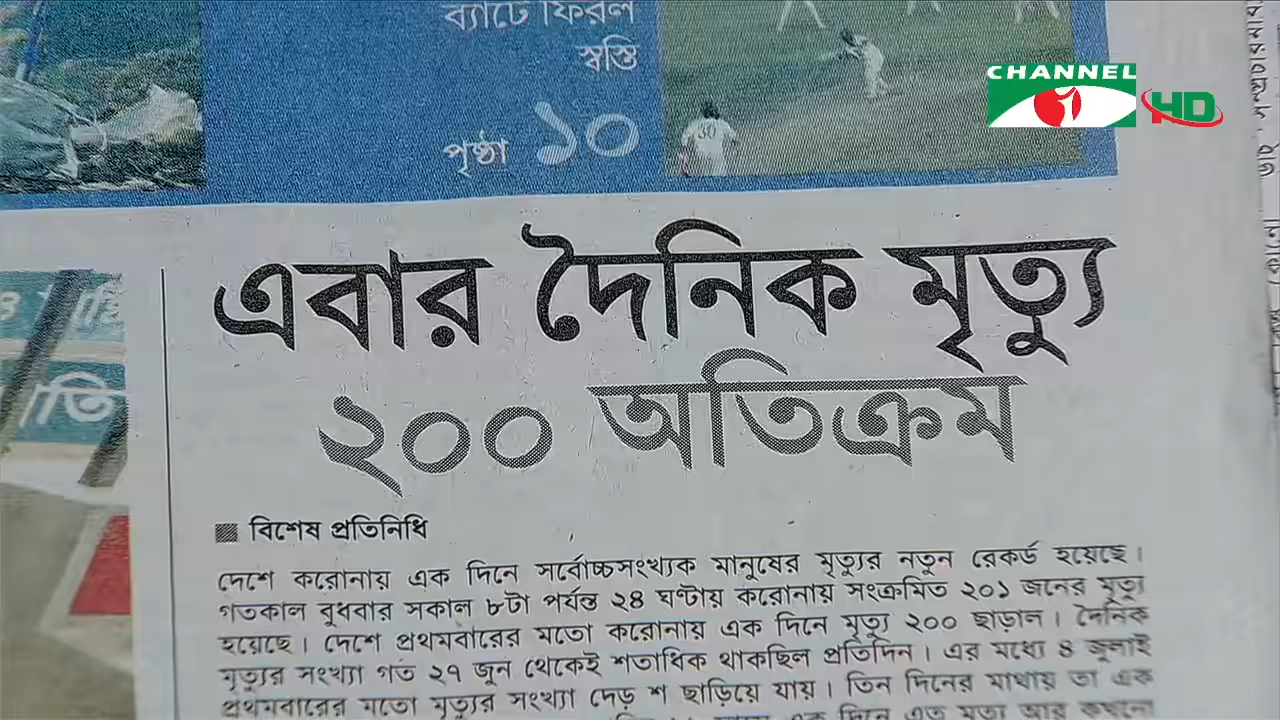 ব্যাটে ফিরল
স্বস্তি
পৃষ্ঠা ১০
CHANNEL
HD
30
এবার দৈনিক মৃত্যু
২০০ অতিক্রম
বিশেষ প্রতিনিধি
দেশে করোনায় এক দিনে সর্বোচ্চসংখ্যক মানুষের মৃত্যুর নতুন রেকর্ড হয়েছে।
গতকাল বুধবার সকাল ৮টা পর্যন্ত ২৪ ঘণ্টায় করোনায় সংক্রমিত ২০১ জনের মৃত্যু
হয়েছে। দেশে প্রথমবারের মতো করোনায় এক দিনে মৃত্যু ২০০ ছাড়াল। দৈনিক
মৃত্যুর সংখ্যা গত ২৭ জুন থেকেই শতাধিক থাকছিল প্রতিদিন। এর মধ্যে ৪ জুলাই
প্রথমবারের মতো মৃত্যুর সংখ্যা দেড় শ ছাড়িয়ে যায়। তিন দিনের মাথায় তা এক